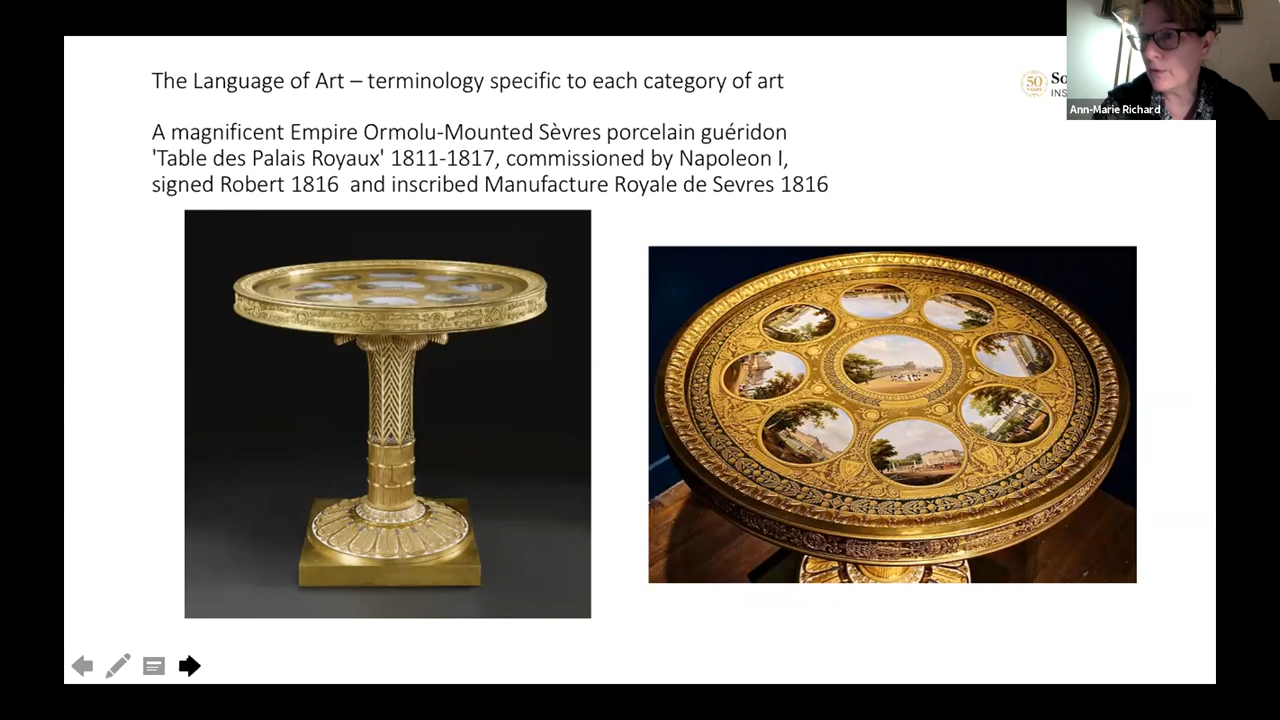 The Language of Art – terminology specific to each category of art
50
INS
Ann-Marie Richard
A magnificent Empire Ormolu-Mounted Sèvres porcelain guéridon
'Table des Palais Royaux' 1811-1817, commissioned by Napoleon I,
signed Robert 1816 and inscribed Manufacture Royale de Sevres 1816